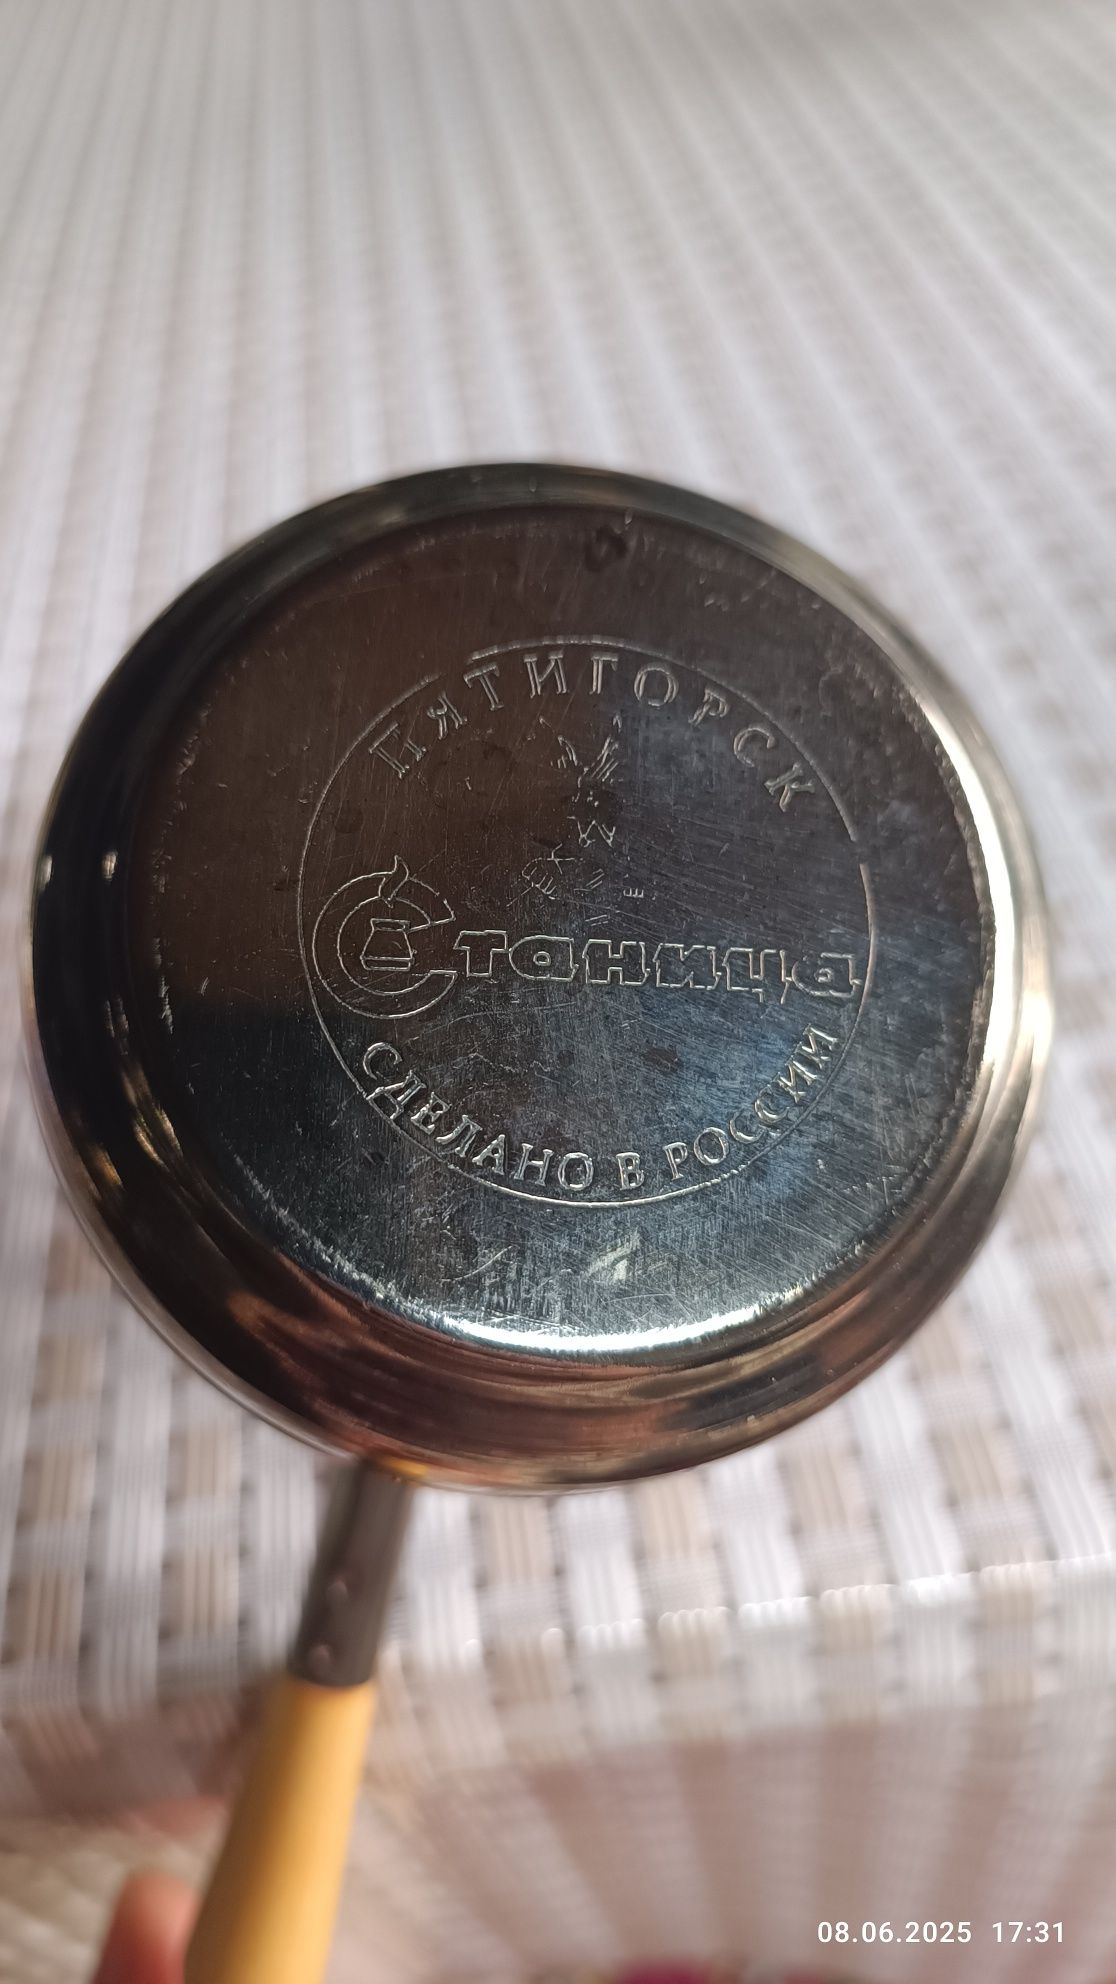 ПЯТИГОРСК
Станица
СДЕЛАНО В РОССИИ
08.06.2025 17:31